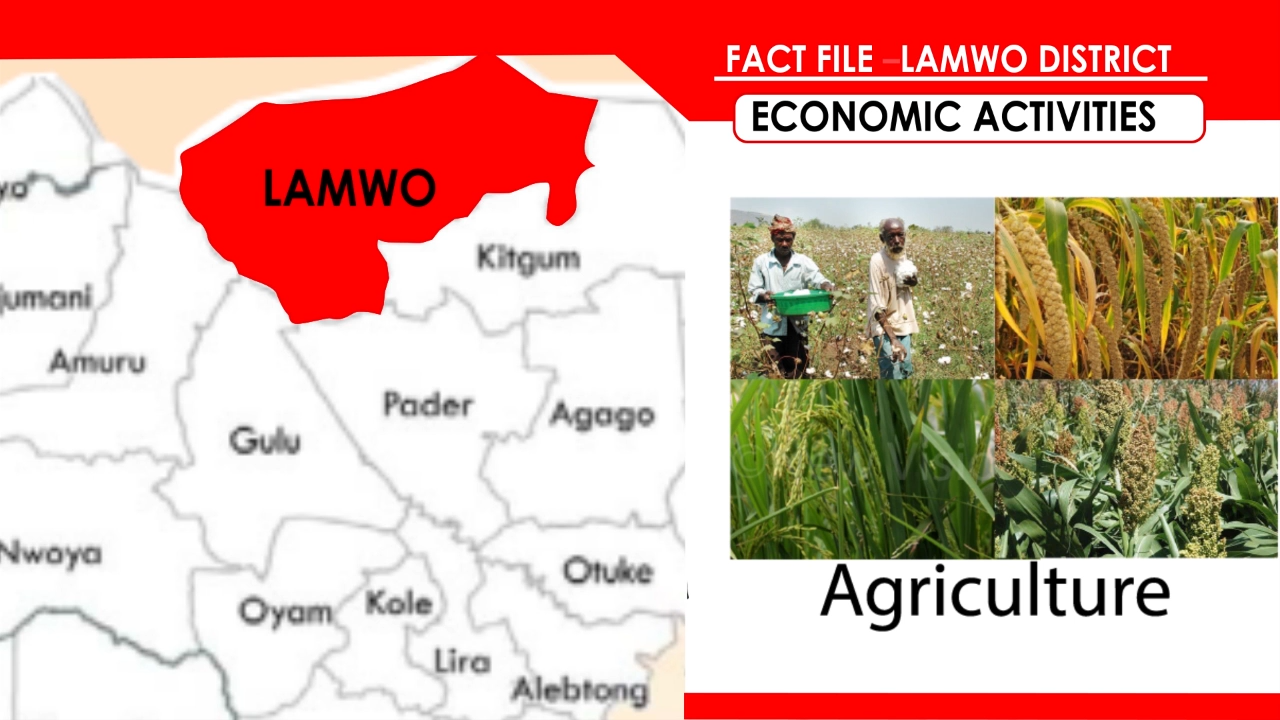 FACT FILE –LAMWO DISTRICT
ECONOMIC ACTIVITIES
LAMWO
Kitgum
jumani
Amuru
Pader
Agago
Gulu
Nwoya
Otuke
Oyam
Kole
Lira
Alebtong
Agriculture